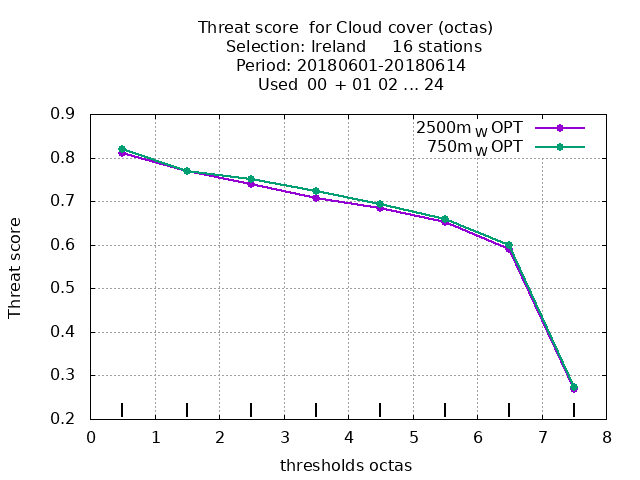 Threat score for Cloud cover (octas)
Selection: Ireland 16 stations
Period: 20180601-20180614
Used 00 + 01 02 ... 24
2500m W OPT
750m W OPT
0.9
0.8
0.7
0.6
0.5
0.4
0.3
0.2
Threat score
0 1 2 3 4 5 6 7 8
thresholds octas